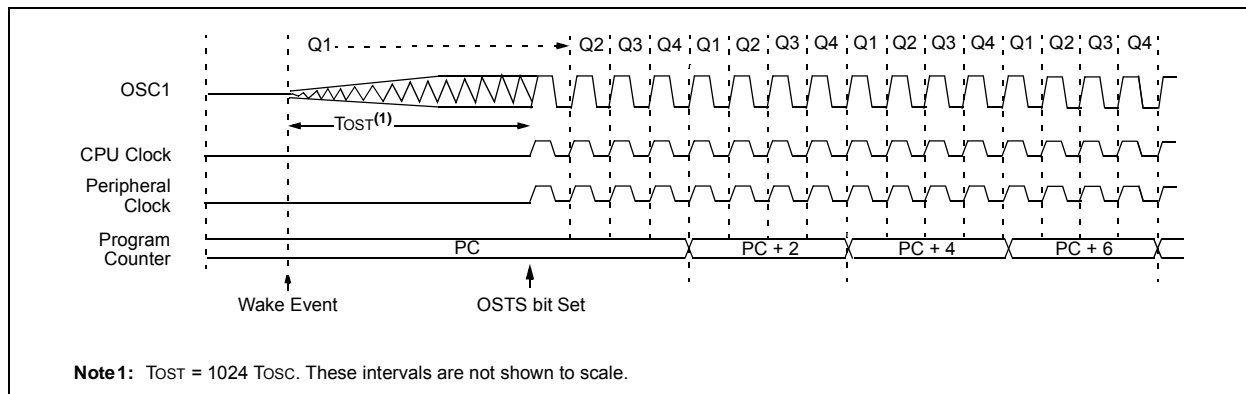 Q1 Q2 Q3 Q4 Q1 Q2 Q3 Q4 Q1 Q2 Q3 Q4 Q1 Q2 Q3 Q4
OSC1
TOST(1)
CPU Clock
Peripheral
Clock
Program
Counter
PC PC + 2 PC + 4 PC + 6
Wake Event OSTS bit Set
Note1: TOST = 1024 TOSC. These intervals are not shown to scale.